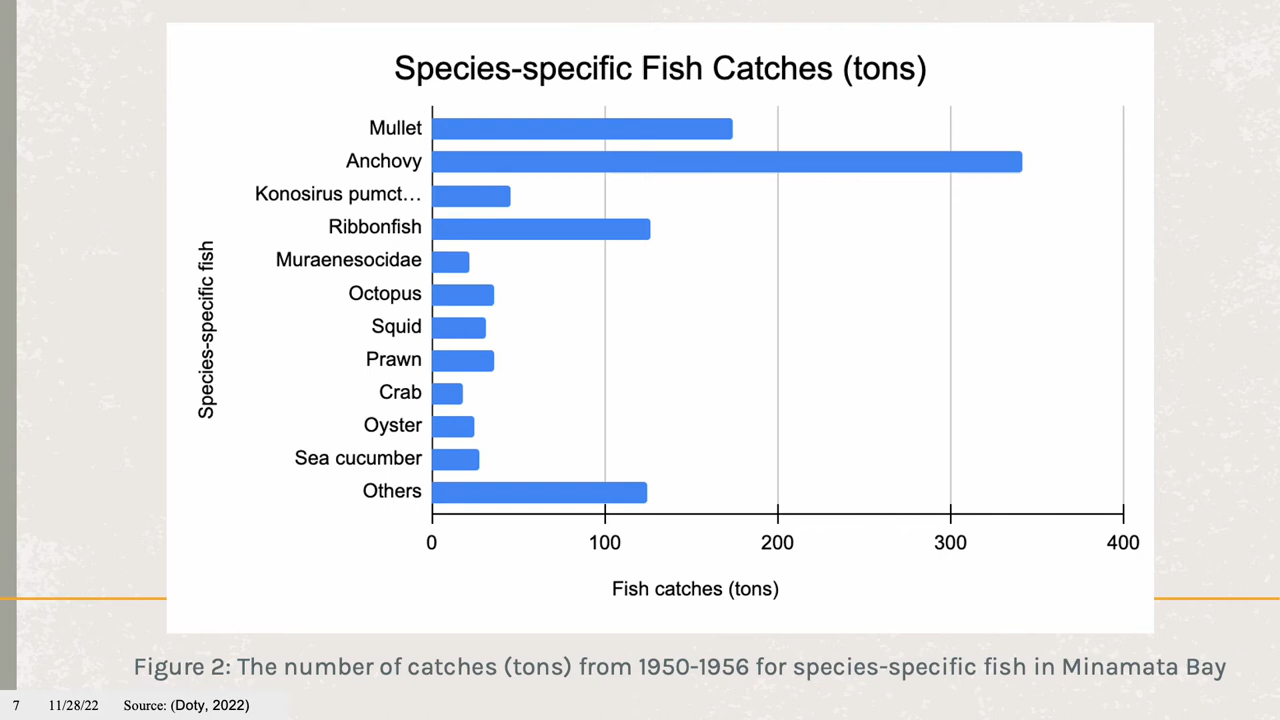 Species-specific Fish Catches (tons)
Species-specific fish
Mullet
Anchovy
Konosirus pumct…
Ribbonfish
Muraenesocidae
Octopus
Squid
Prawn
Crab
Oyster
Sea cucumber
Others
0 100 200 300 400
Fish catches (tons)
Figure 2: The number of catches (tons) from 1950-1956 for species-specific fish in Minamata Bay
7 11/28/22 Source: (Doty, 2022)